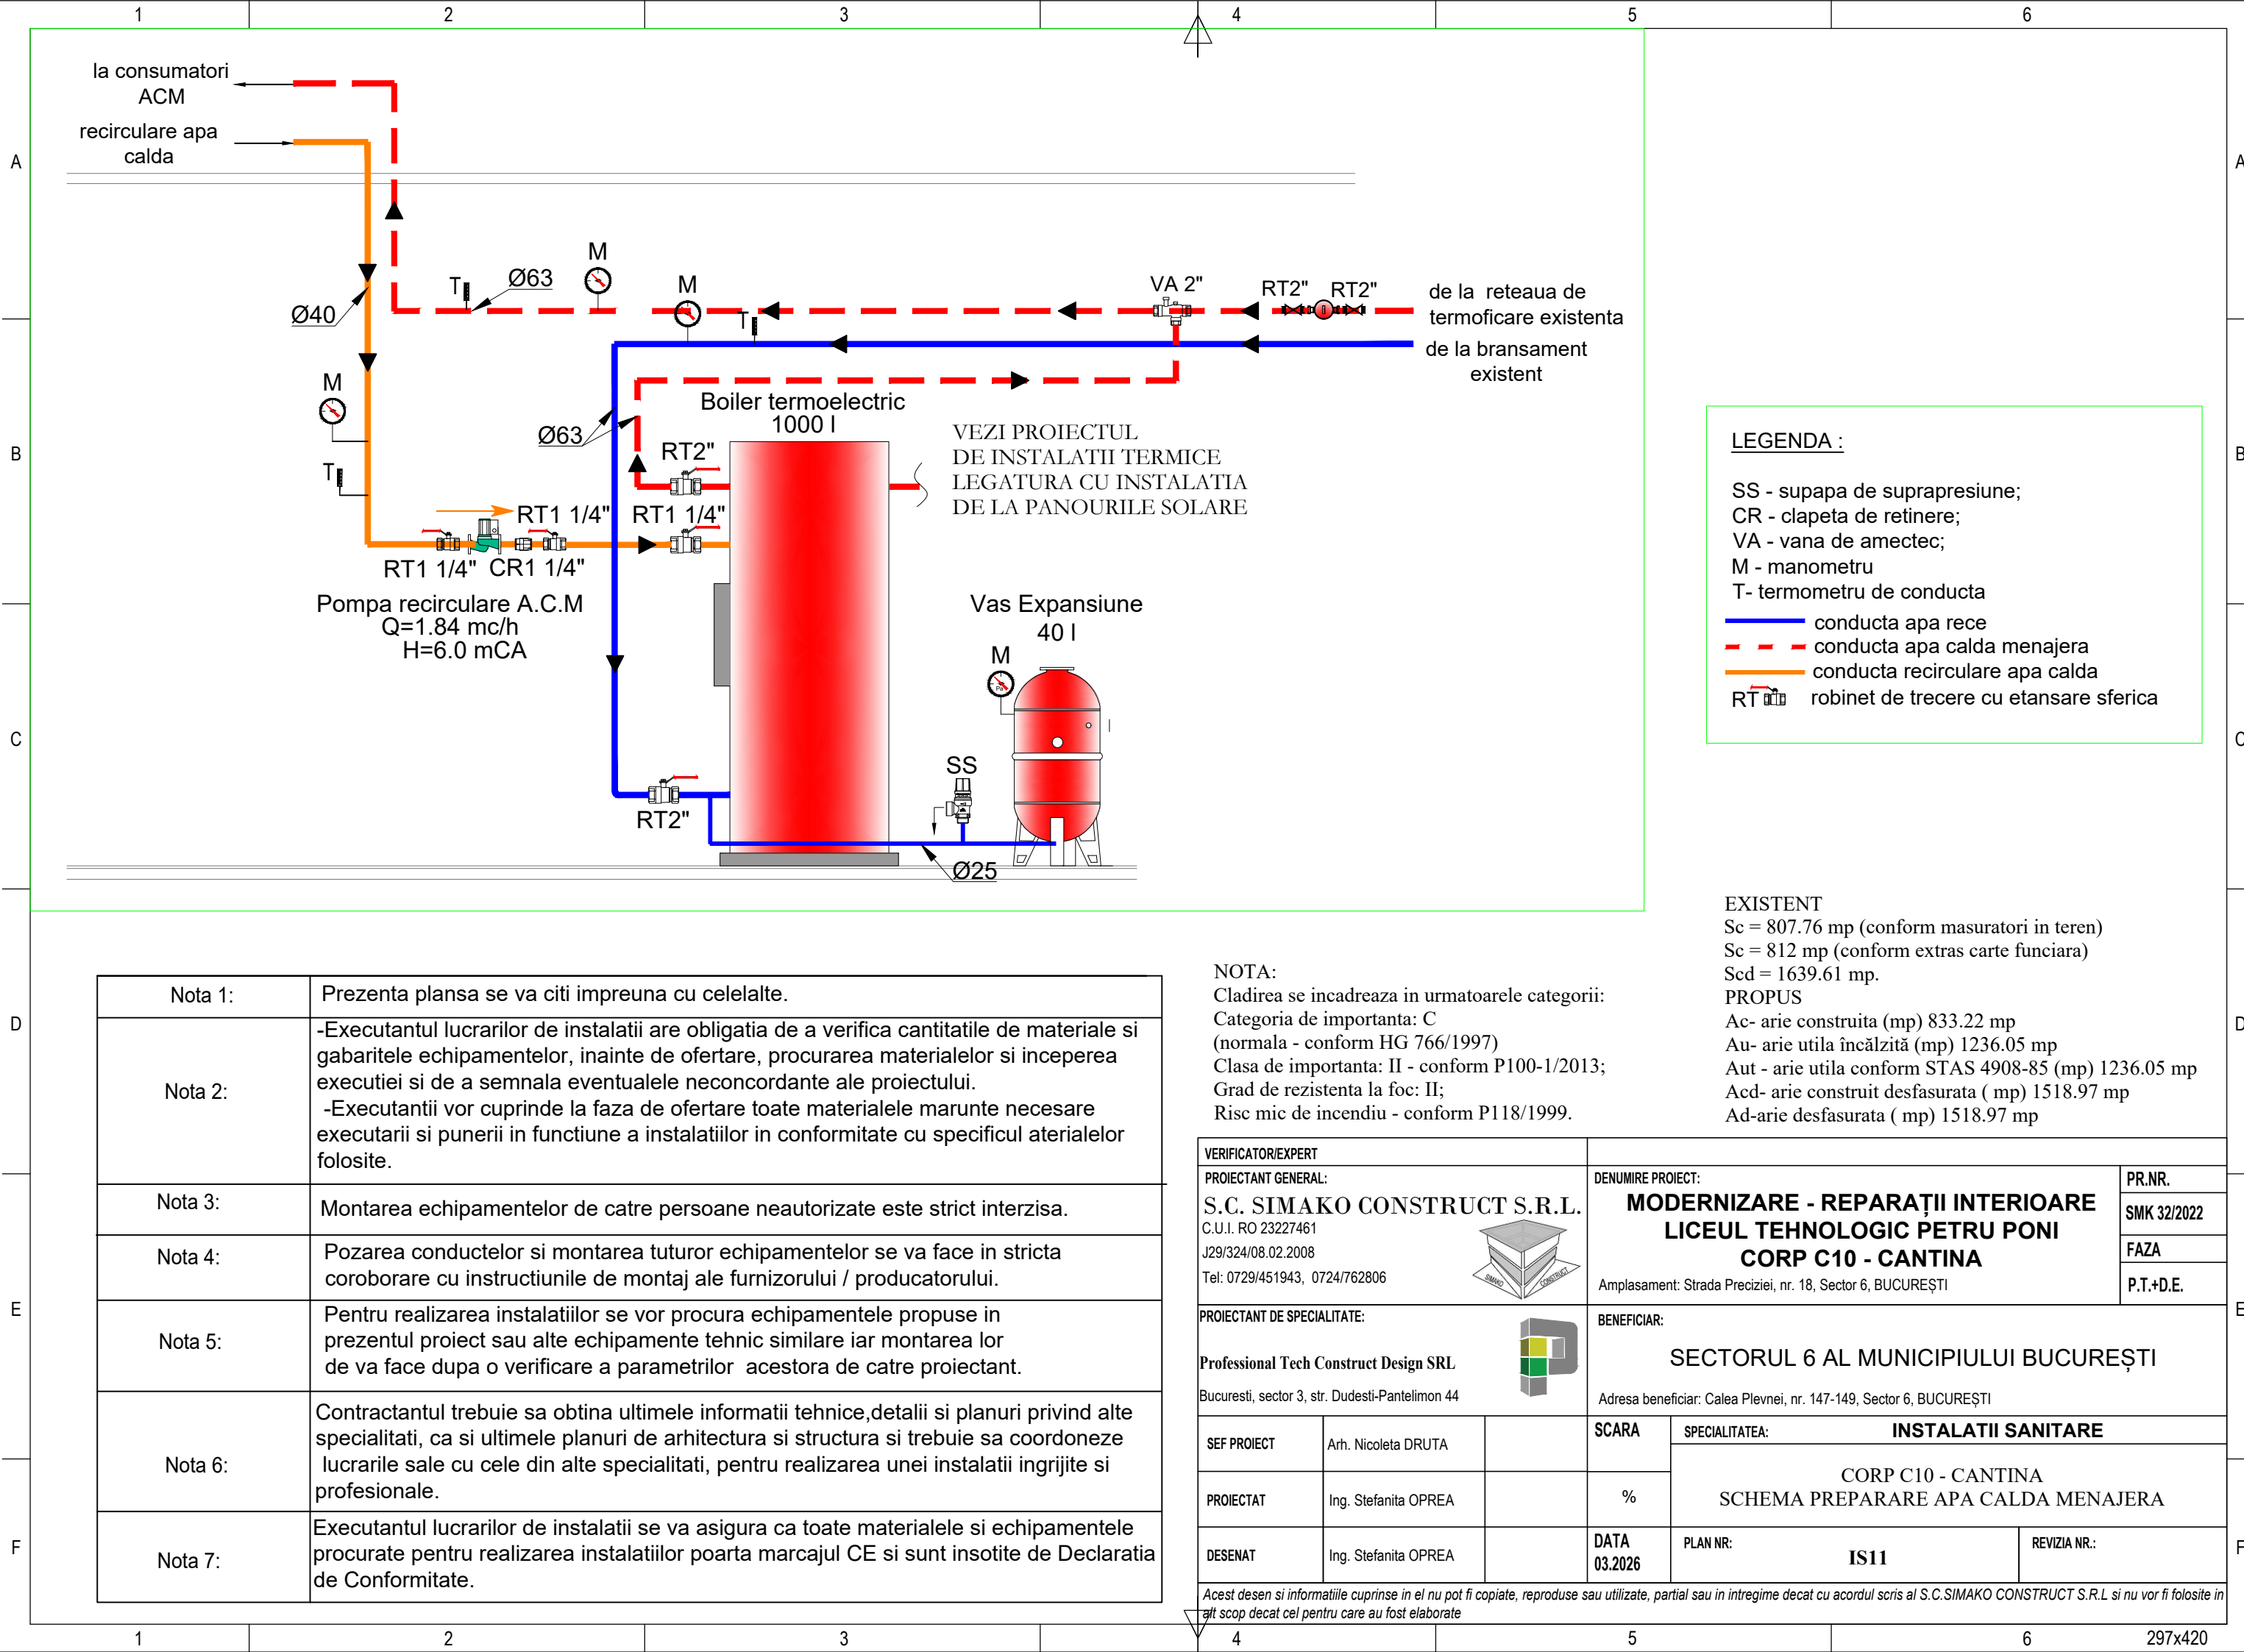 1 2 3 4 5 6
A
B
C
D
E
F
la consumatori
ACM
recirculare apa
calda
Ø40
T
Ø63
M
M
T
VA 2"
RT2"
RT2"
de la reteaua de
termoficare existenta
de la bransament
existent
M
T
Ø63
Boiler termoelectric
1000 l
RT2"
VEZI PROIECTUL
DE INSTALATII TERMICE
LEGATURA CU INSTALATIA
DE LA PANOURILE SOLARE
RT1 1/4"
RT1 1/4"
RT1 1/4"
CR1 1/4"
Pompa recirculare A.C.M
Q=1.84 mc/h
H=6.0 mCA
Vas Expansiune
40 l
M
Pa
SS
RT2"
Ø25
LEGENDA :
SS - supapa de suprapresiune;
CR - clapeta de retinere;
VA - vana de amectec;
M - manometru
T- termometru de conducta
conducta apa rece
conducta apa calda menajera
conducta recirculare apa calda
RT robinet de trecere cu etansare sferica
EXISTENT
Sc = 807.76 mp (conform masuratori in teren)
Sc = 812 mp (conform extras carte funciara)
Scd = 1639.61 mp.
PROPUS
Ac- arie construita (mp) 833.22 mp
Au- arie utila încălzită (mp) 1236.05 mp
Aut - arie utila conform STAS 4908-85 (mp) 1236.05 mp
Acd- arie construit desfasurata ( mp) 1518.97 mp
Ad-arie desfasurata ( mp) 1518.97 mp
NOTA:
Cladirea se incadreaza in urmatoarele categorii:
Categoria de importanta: C
(normala - conform HG 766/1997)
Clasa de importanta: II - conform P100-1/2013;
Grad de rezistenta la foc: II;
Risc mic de incendiu - conform P118/1999.
Nota 1:
Prezenta plansa se va citi impreuna cu celelalte.
Nota 2:
-Executantul lucrarilor de instalatii are obligatia de a verifica cantitatile de materiale si
gabaritele echipamentelor, inainte de ofertare, procurarea materialelor si inceperea
executiei si de a semnala eventualele neconcordante ale proiectului.
-Executantii vor cuprinde la faza de ofertare toate materialele marunte necesare
executarii si punerii in functiune a instalatiilor in conformitate cu specificul aterialelor
folosite.
Nota 3:
Montarea echipamentelor de catre persoane neautorizate este strict interzisa.
Nota 4:
Pozarea conductelor si montarea tuturor echipamentelor se va face in stricta
coroborare cu instructiunile de montaj ale furnizorului / producatorului.
Nota 5:
Pentru realizarea instalatiilor se vor procura echipamentele propuse in
prezentul proiect sau alte echipamente tehnic similare iar montarea lor
de va face dupa o verificare a parametrilor acestora de catre proiectant.
Nota 6:
Contractantul trebuie sa obtina ultimele informatii tehnice,detalii si planuri privind alte
specialitati, ca si ultimele planuri de arhitectura si structura si trebuie sa coordoneze
lucrarile sale cu cele din alte specialitati, pentru realizarea unei instalatii ingrijite si
profesionale.
Nota 7:
Executantul lucrarilor de instalatii se va asigura ca toate materialele si echipamentele
procurate pentru realizarea instalatiilor poarta marcajul CE si sunt insotite de Declaratia
de Conformitate.
VERIFICATOR/EXPERT
PROIECTANT GENERAL:
S.C. SIMAKO CONSTRUCT S.R.L.
C.U.I. RO 23227461
J29/324/08.02.2008
Tel: 0729/451943, 0724/762806
SIMAKO CONSTRUCT
DENUMIRE PROIECT:
MODERNIZARE - REPARAȚII INTERIOARE
LICEUL TEHNOLOGIC PETRU PONI
CORP C10 - CANTINA
Amplasament: Strada Preciziei, nr. 18, Sector 6, BUCUREȘTI
PR.NR.
SMK 32/2022
FAZA
P.T.+D.E.
PROIECTANT DE SPECIALITATE:
Professional Tech Construct Design SRL
Bucuresti, sector 3, str. Dudesti-Pantelimon 44
BENEFICIAR:
SECTORUL 6 AL MUNICIPIULUI BUCUREȘTI
Adresa beneficiar: Calea Plevnei, nr. 147-149, Sector 6, BUCUREȘTI
SEF PROIECT Arh. Nicoleta DRUTA
PROIECTAT Ing. Stefanita OPREA
DESENAT Ing. Stefanita OPREA
SCARA
%
DATA
03.2026
SPECIALITATEA: INSTALATII SANITARE
CORP C10 - CANTINA
SCHEMA PREPARARE APA CALDA MENAJERA
PLAN NR: IS11
REVIZIA NR.:
Acest desen si informatiile cuprinse in el nu pot fi copiate, reproduse sau utilizate, partial sau in intregime decat cu acordul scris al S.C.SIMAKO CONSTRUCT S.R.L si nu vor fi folosite in
alt scop decat cel pentru care au fost elaborate
A
B
C
D
E
F
1 2 3 4 5 6
297x420